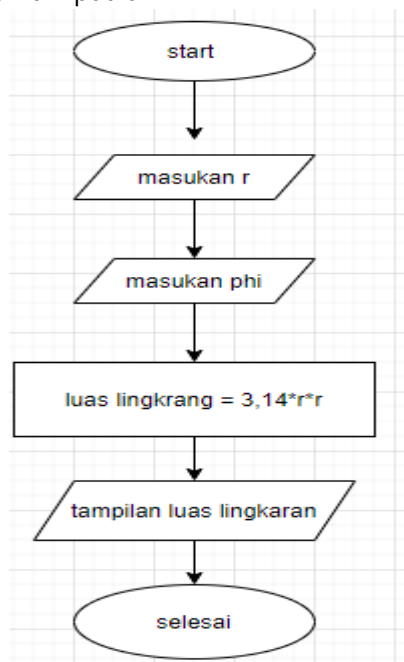 start
masukan r
masukan phi
luas lingkrang = 3,14*r*r
tampilan luas lingkaran
selesai